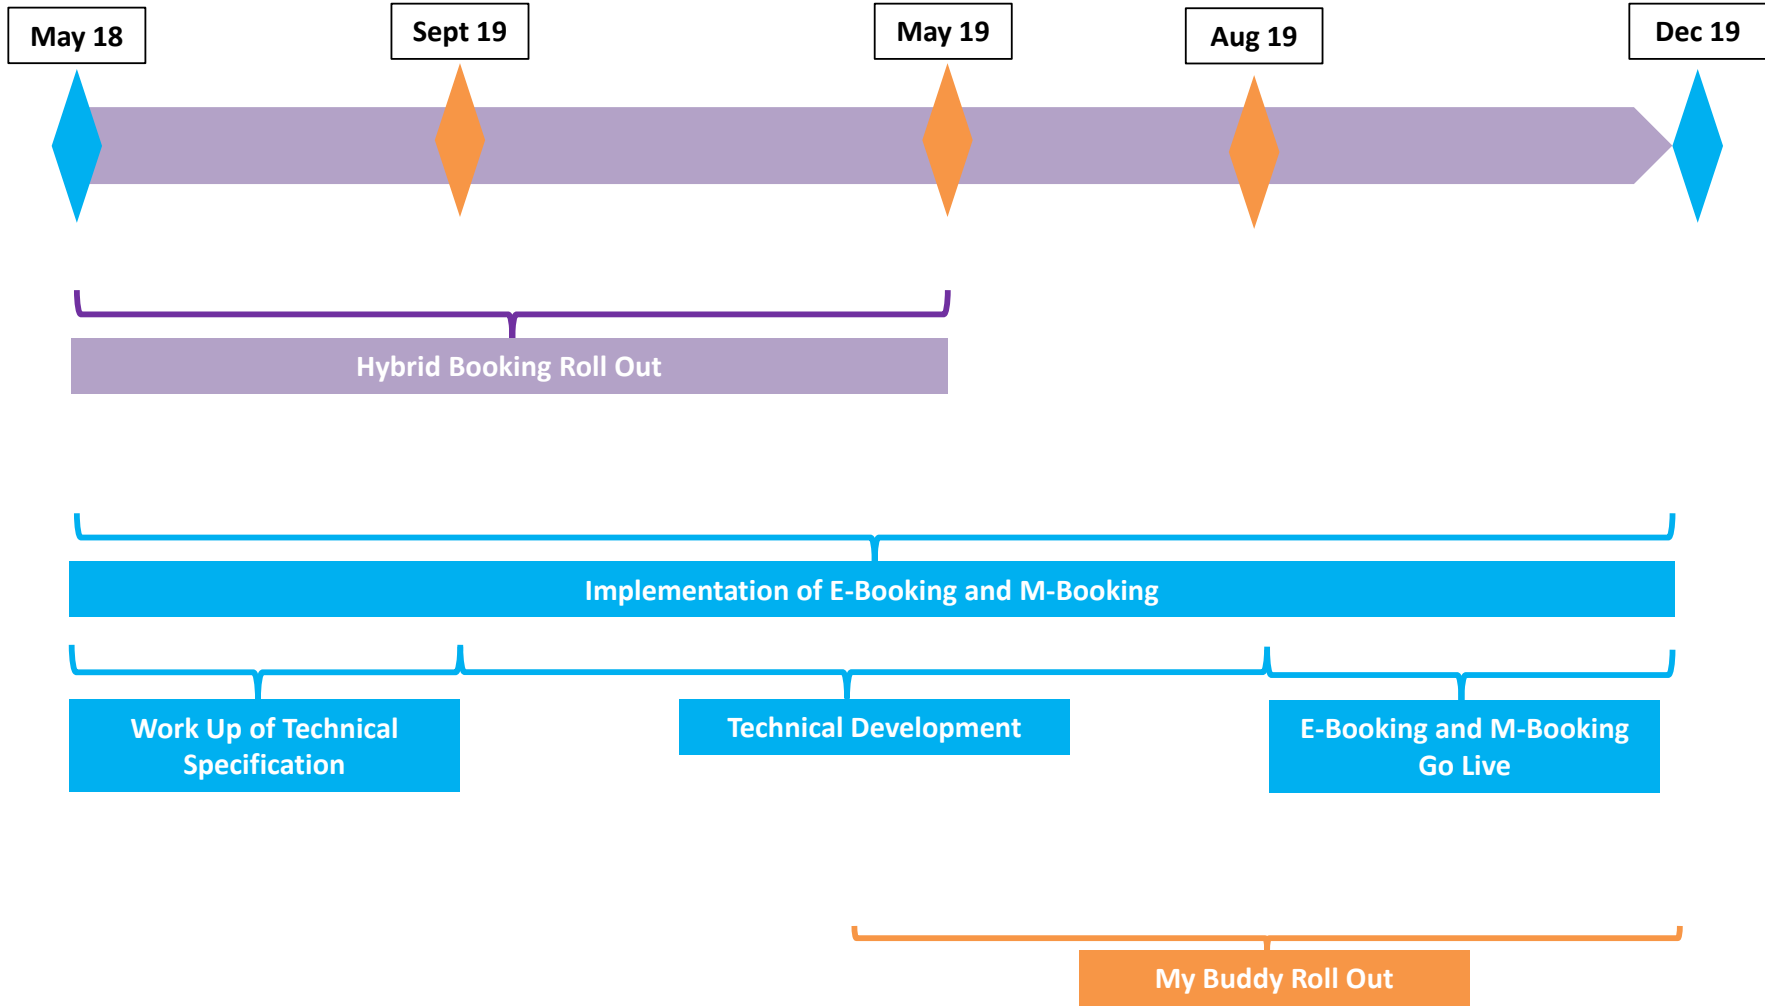 May 18
Sept 19
May 19
Aug 19
Dec 19
Hybrid Booking Roll Out
Implementation of E-Booking and M-Booking
Work Up of Technical
Specification
Technical Development
E-Booking and M-Booking
Go Live
My Buddy Roll Out